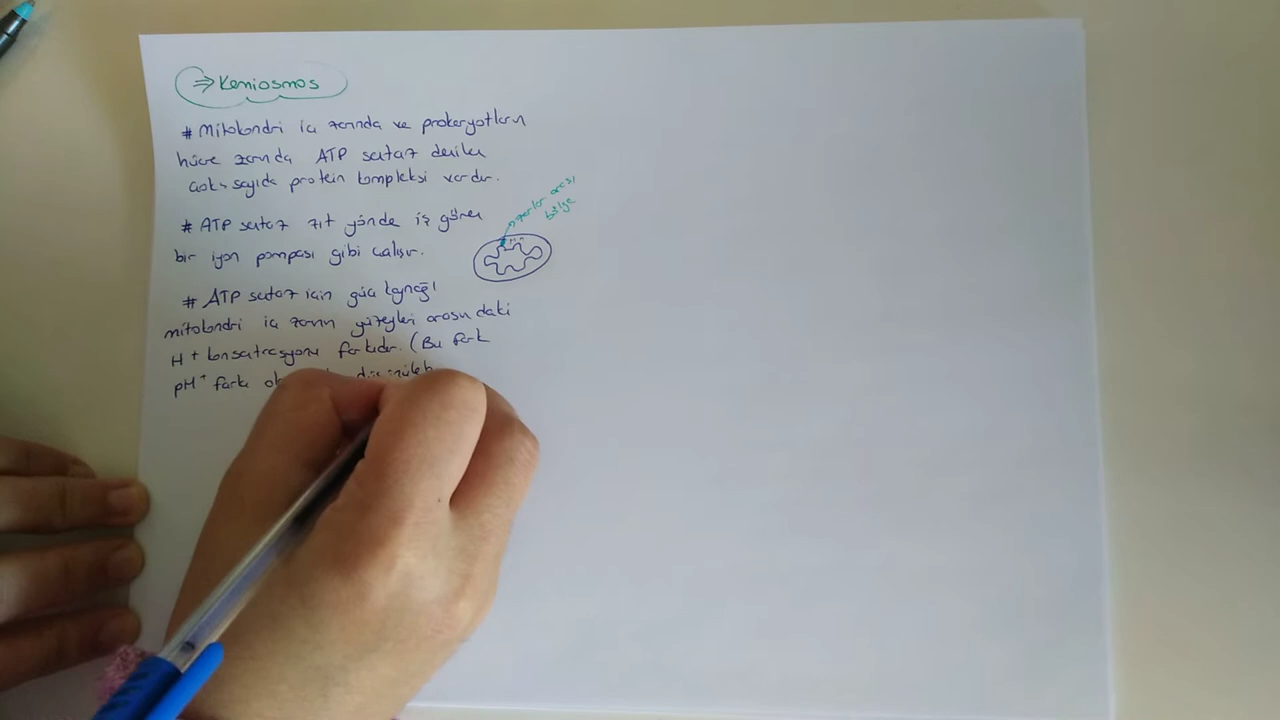 ⇒ Kemiosmos
# Mitokondri iç zarında ve prokaryotların
hücre zarında ATP sentaz denilen
çok sayıda protein kompleksi vardır.
# ATP sentaz zıt yönde iş gören
bir iyon pompası gibi çalışır.
zarlar arası
bölge
# ATP sentaz için güç kaynağı
mitokondri iç zarın yüzeyleri arasındaki
H+ konsatrasyonu farkıdır. (Bu fark
pH+ farkı